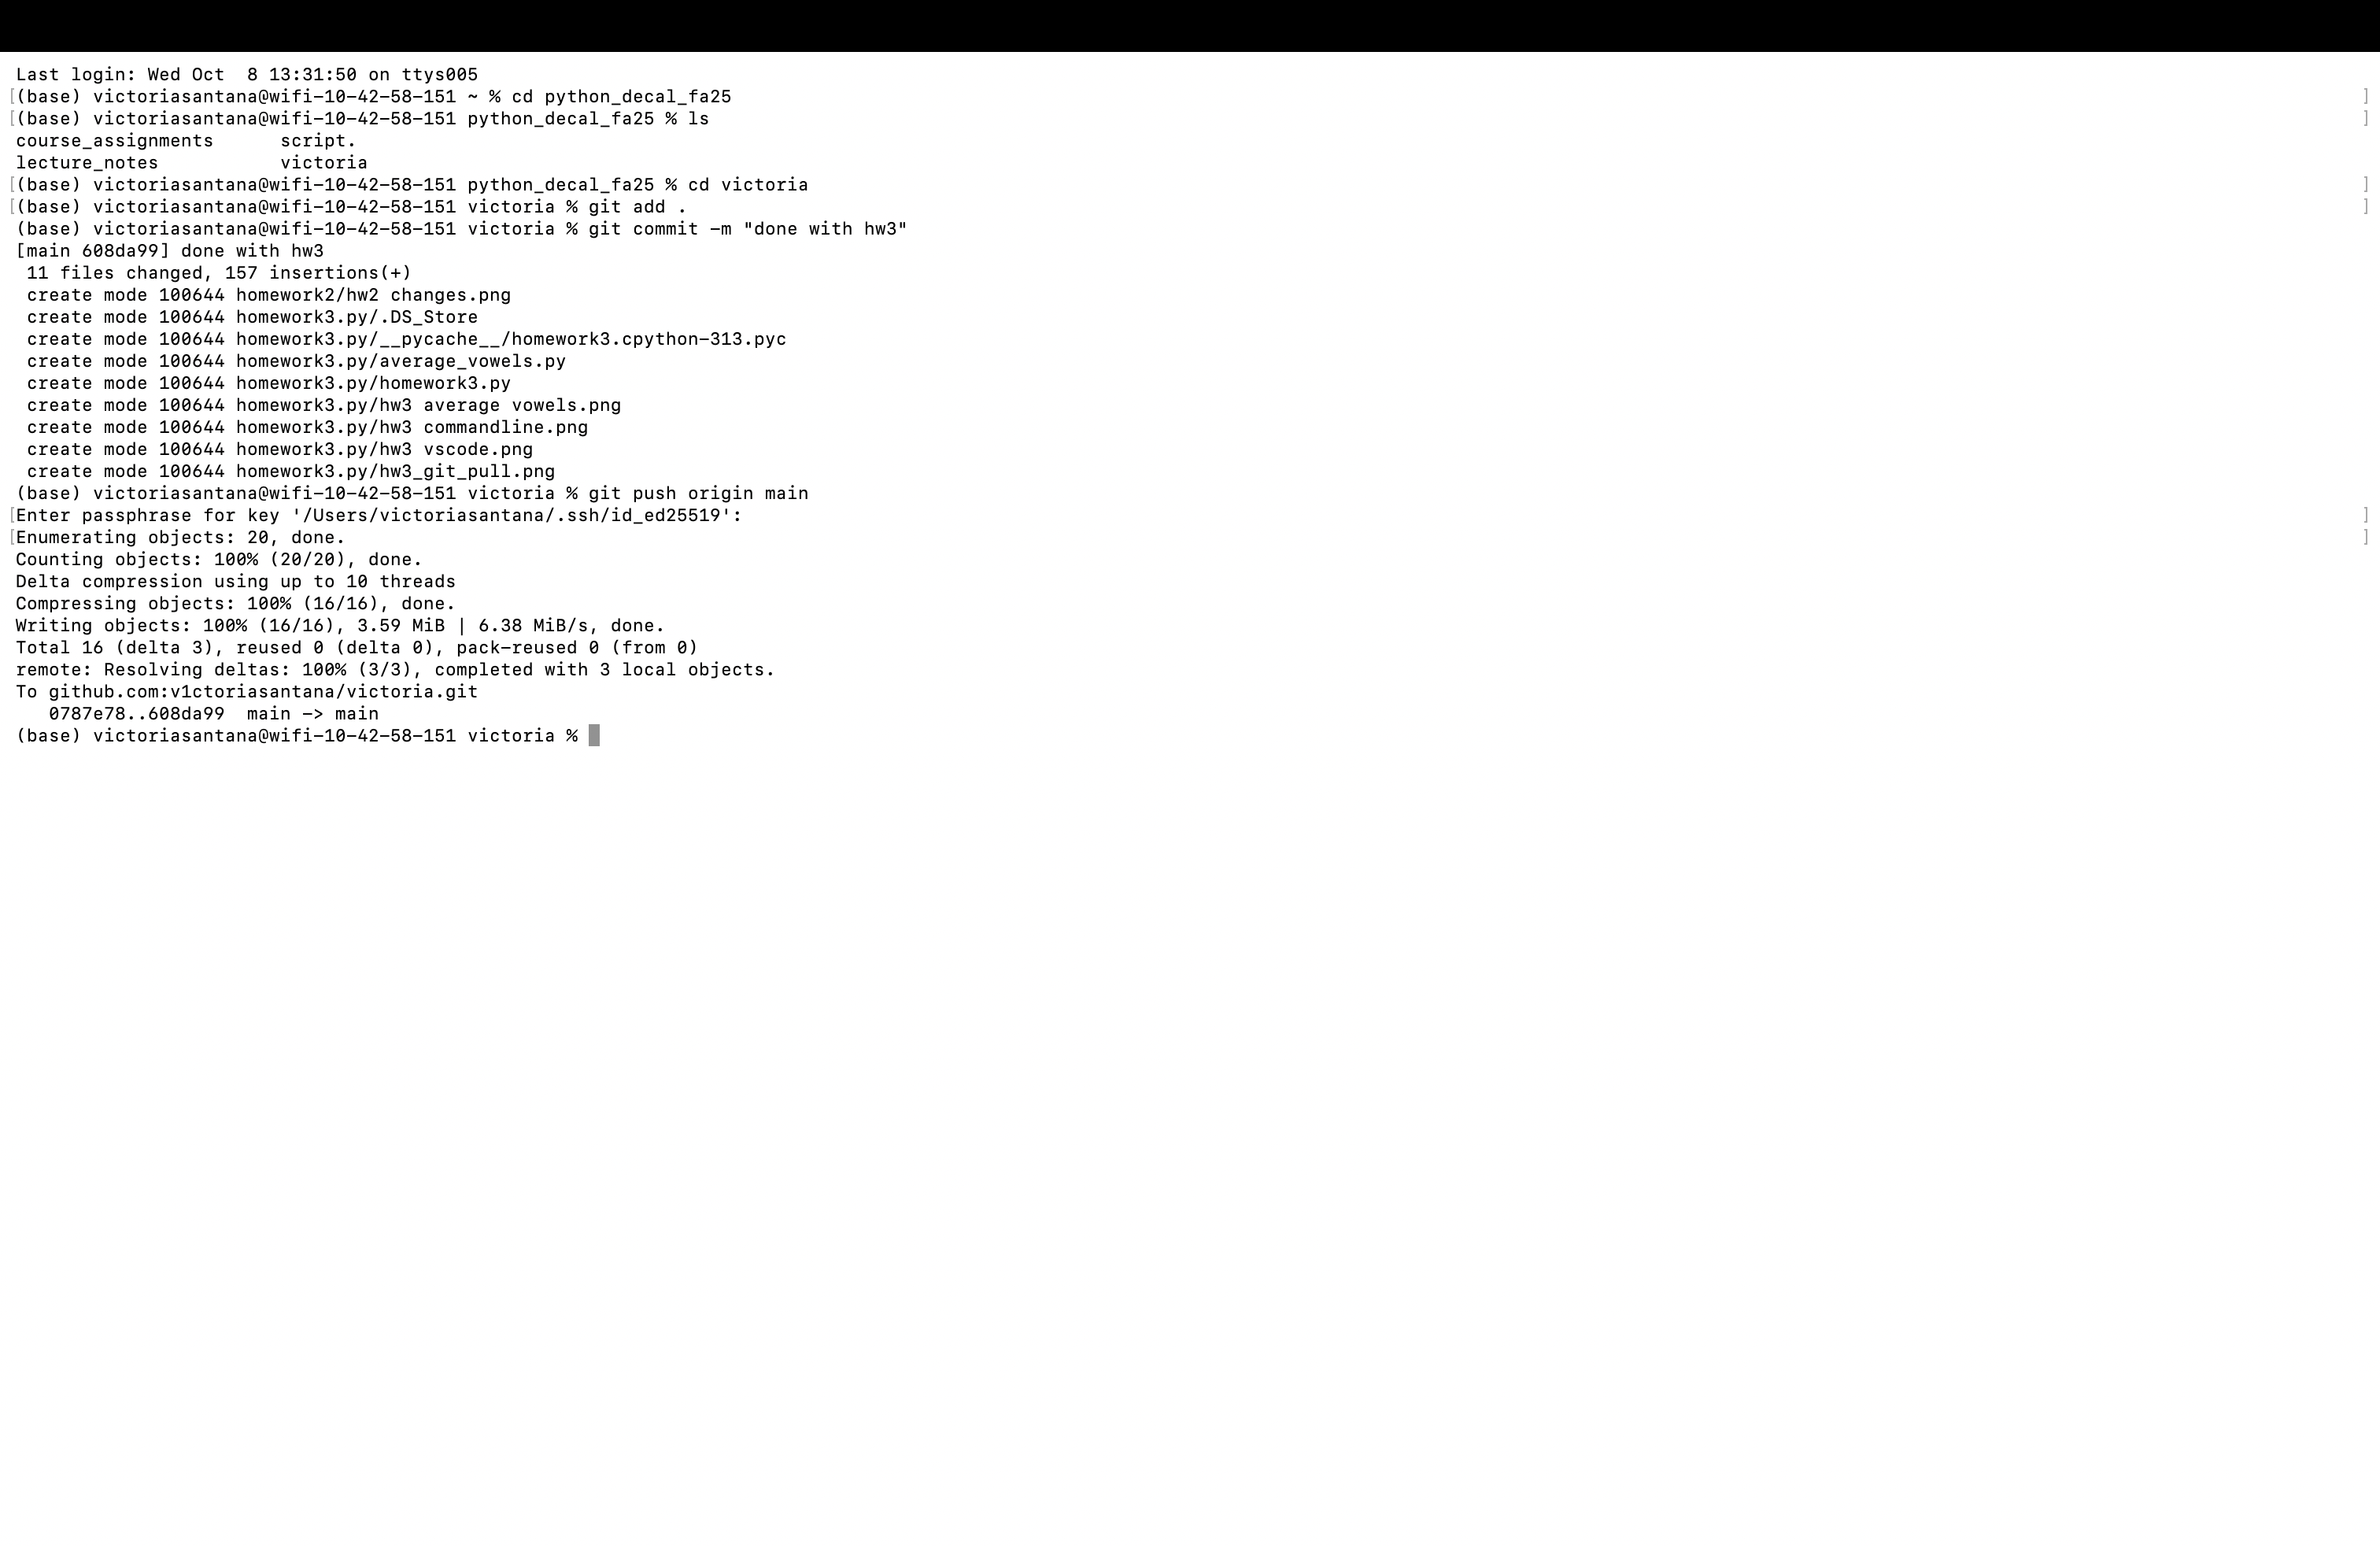 Last login: Wed Oct  8 13:31:50 on ttys005
[(base) victoriasantana@wifi-10-42-58-151 ~ % cd python_decal_fa25 ]
[(base) victoriasantana@wifi-10-42-58-151 python_decal_fa25 % ls ]
course_assignments      script.
lecture_notes           victoria
[(base) victoriasantana@wifi-10-42-58-151 python_decal_fa25 % cd victoria ]
[(base) victoriasantana@wifi-10-42-58-151 victoria % git add . ]
(base) victoriasantana@wifi-10-42-58-151 victoria % git commit -m "done with hw3"
[main 608da99] done with hw3
 11 files changed, 157 insertions(+)
 create mode 100644 homework2/hw2 changes.png
 create mode 100644 homework3.py/.DS_Store
 create mode 100644 homework3.py/__pycache__/homework3.cpython-313.pyc
 create mode 100644 homework3.py/average_vowels.py
 create mode 100644 homework3.py/homework3.py
 create mode 100644 homework3.py/hw3 average vowels.png
 create mode 100644 homework3.py/hw3 commandline.png
 create mode 100644 homework3.py/hw3 vscode.png
 create mode 100644 homework3.py/hw3_git_pull.png
(base) victoriasantana@wifi-10-42-58-151 victoria % git push origin main
[Enter passphrase for key '/Users/victoriasantana/.ssh/id_ed25519': ]
[Enumerating objects: 20, done. ]
Counting objects: 100% (20/20), done.
Delta compression using up to 10 threads
Compressing objects: 100% (16/16), done.
Writing objects: 100% (16/16), 3.59 MiB | 6.38 MiB/s, done.
Total 16 (delta 3), reused 0 (delta 0), pack-reused 0 (from 0)
remote: Resolving deltas: 100% (3/3), completed with 3 local objects.
To github.com:v1ctoriasantana/victoria.git
   0787e78..608da99  main -> main
(base) victoriasantana@wifi-10-42-58-151 victoria %